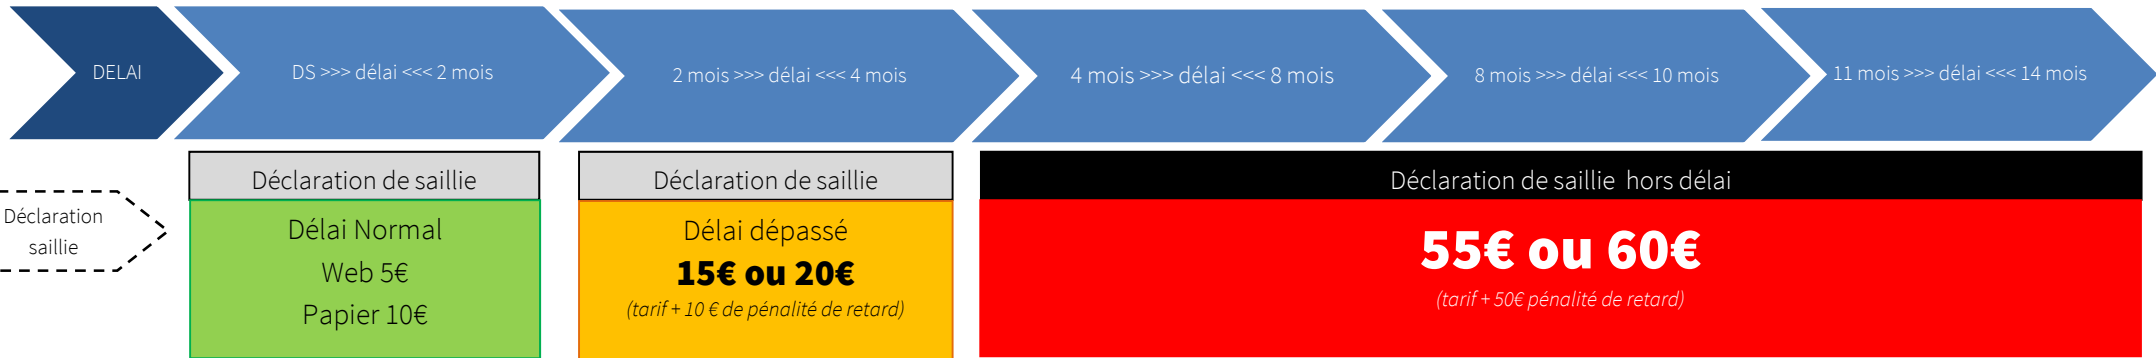 DELAI
DS >>> délai <<< 2 mois
2 mois >>> délai <<< 4 mois
4 mois >>> délai <<< 8 mois
8 mois >>> délai <<< 10 mois
11 mois >>> délai <<< 14 mois
Déclaration
saillie
Déclaration de saillie
Délai Normal
Web 5€
Papier 10€
Déclaration de saillie
Délai dépassé
15€ ou 20€
(tarif + 10 € de pénalité de retard)
Déclaration de saillie hors délai
55€ ou 60€
(tarif + 50€ pénalité de retard)